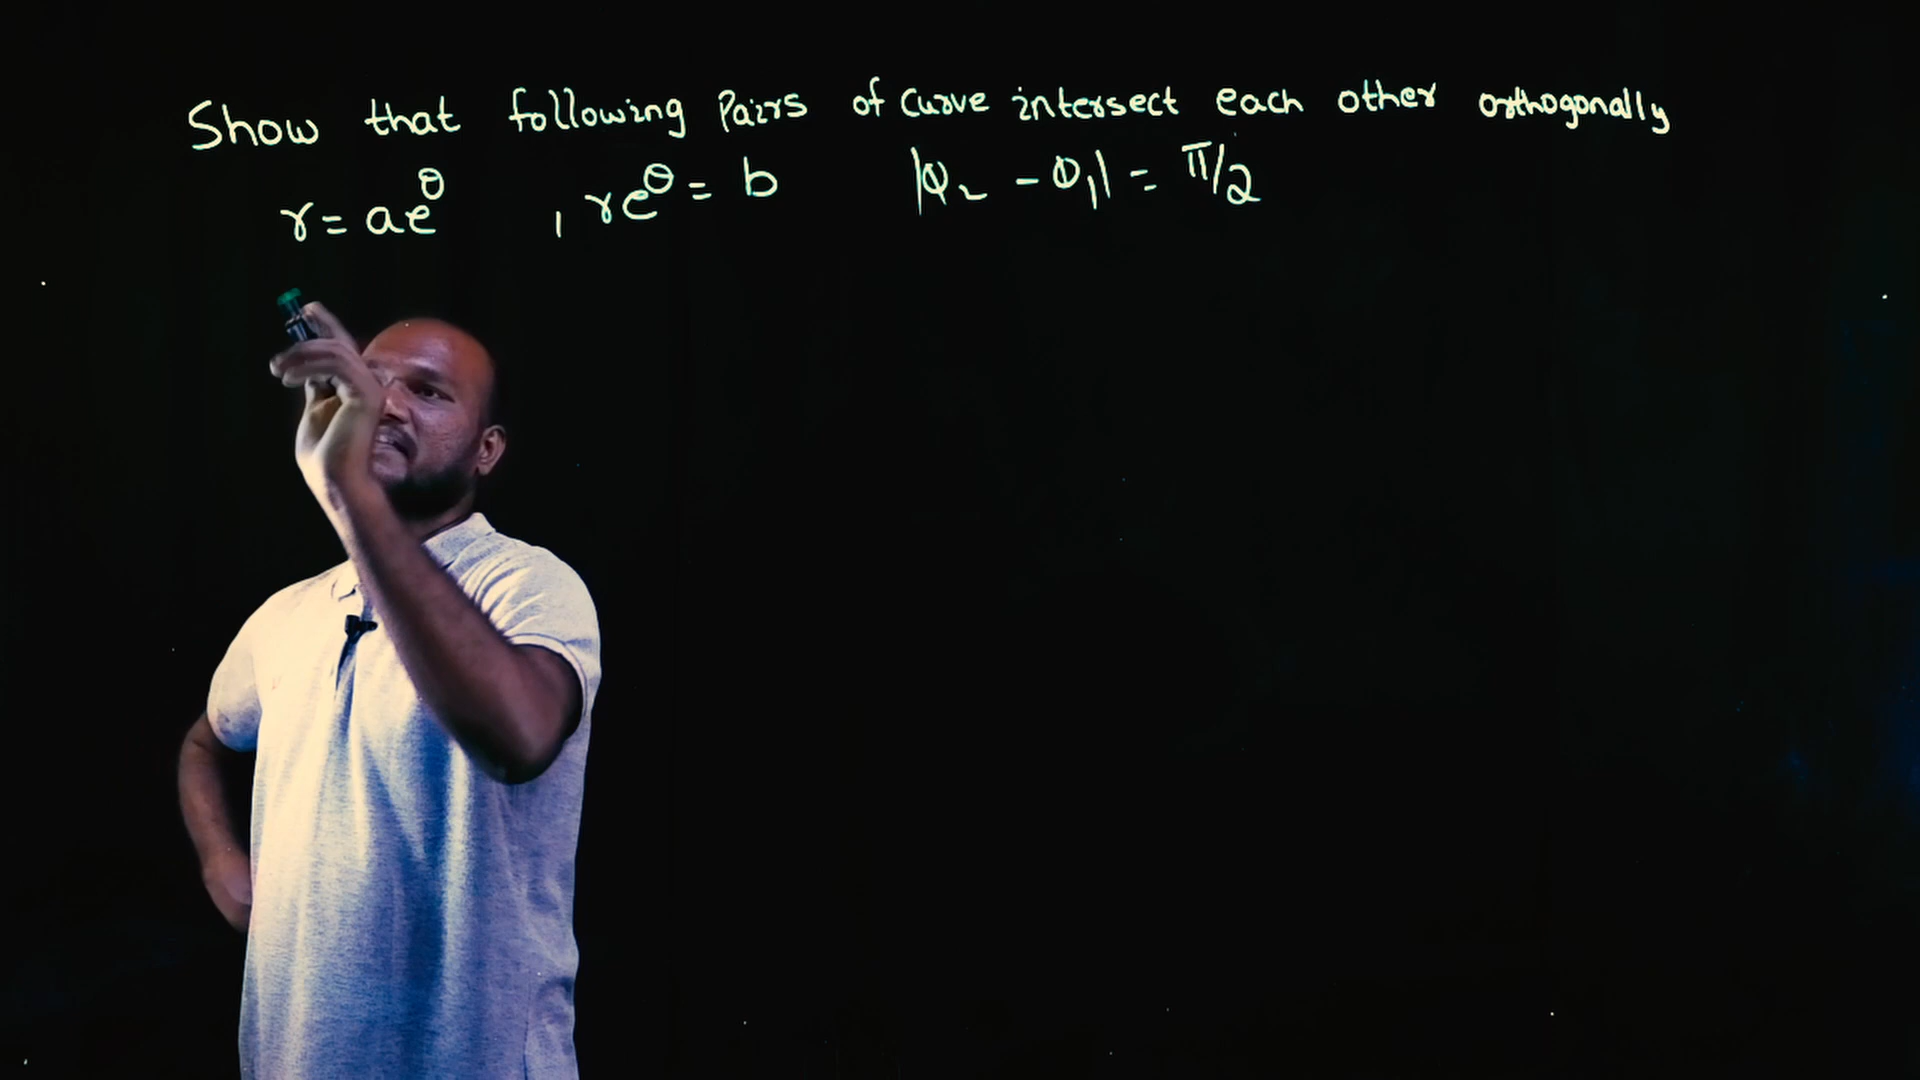 Show that following Pairs of Curve intersect each other orthogonally
r = ae^θ , re^θ = b |Φ₂ - Φ₁| = π/2